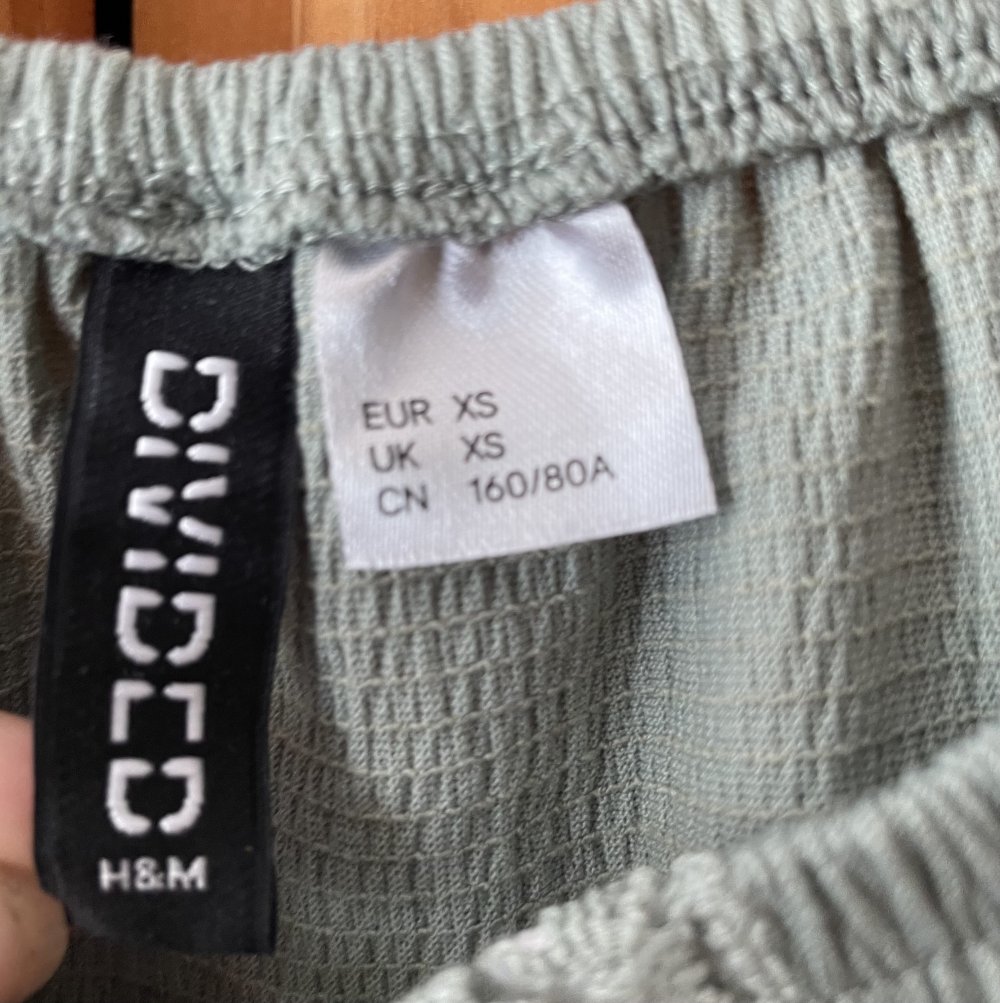 DIVIDED
H&M
EUR XS
UK XS
CN 160/80A